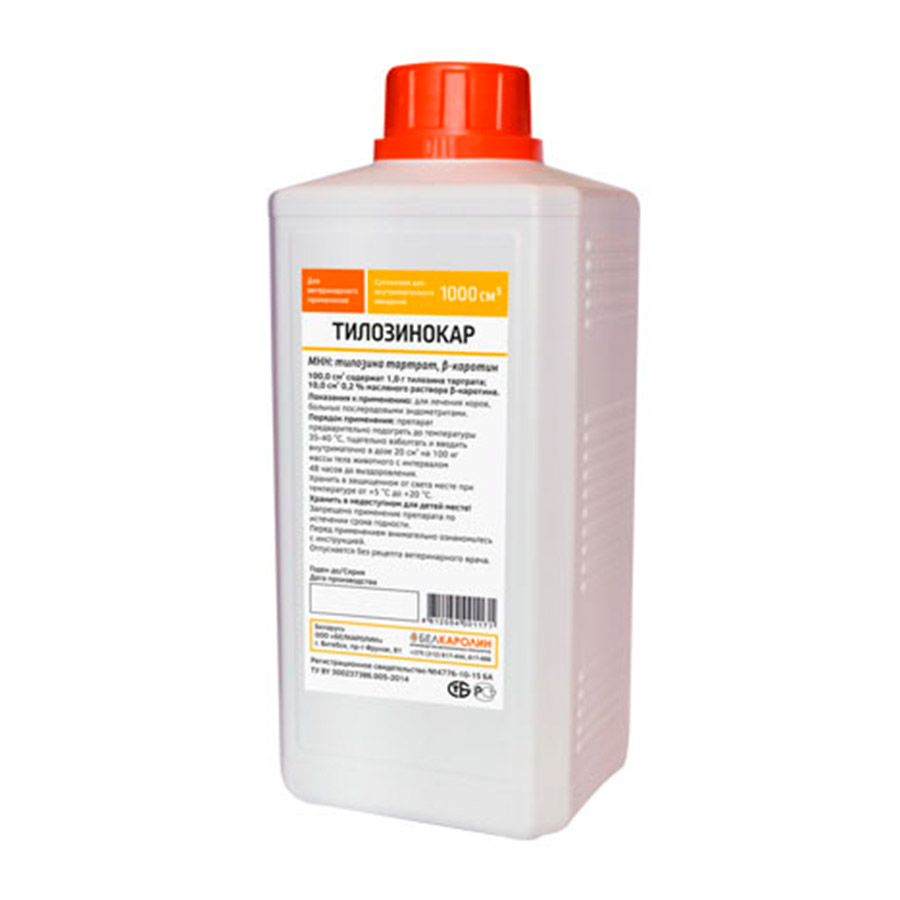 Для
ветеринарного
применения
Суспензия для
внутриматочного
введения
1000 см³
ТИЛОЗИНОКАР
МНН: тилозина тартрат, β-каротин
100,0 см³ содержат 1,0 г тилозина тартрата;
10,0 см³ 0,2 % масляного раствора β-каротина.
Показания к применению: для лечения коров,
больных послеродовыми эндометритами.
Порядок применения: препарат
предварительно подогреть до температуры
35-40 °С, тщательно взболтать и вводить
внутриматочно в дозе 20 см³ на 100 кг
массы тела животного с интервалом
48 часов до выздоровления.
Хранить в защищенном от света месте при
температуре от +5 °С до +20 °С.
Хранить в недоступном для детей месте!
Запрещено применение препарата по
истечении срока годности.
Перед применением внимательно ознакомьтесь
с инструкцией.
Отпускается без рецепта ветеринарного врача.
Годен до/Серия
Дата производства
Беларусь
ООО «БЕЛКАРОЛИН»
г. Витебск, пр-т Фрунзе, 81
БЕЛКАРОЛИН
Регистрационное свидетельство №4776-10-15 БА
ТУ BY 300237386.005-2014